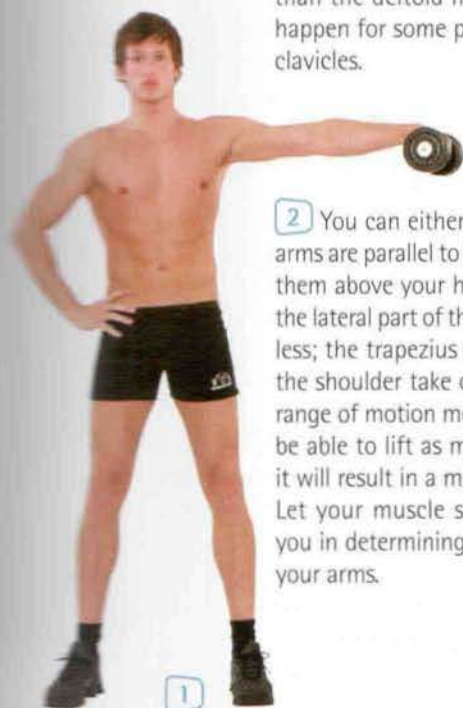 than the deltoid
happen for some p
clavicles.
2 You can either
arms are parallel to
them above your h
the lateral part of th
less; the trapezius
the shoulder take o
range of motion mo
be able to lift as m
it will result in a m
Let your muscle s
you in determining
your arms.
1